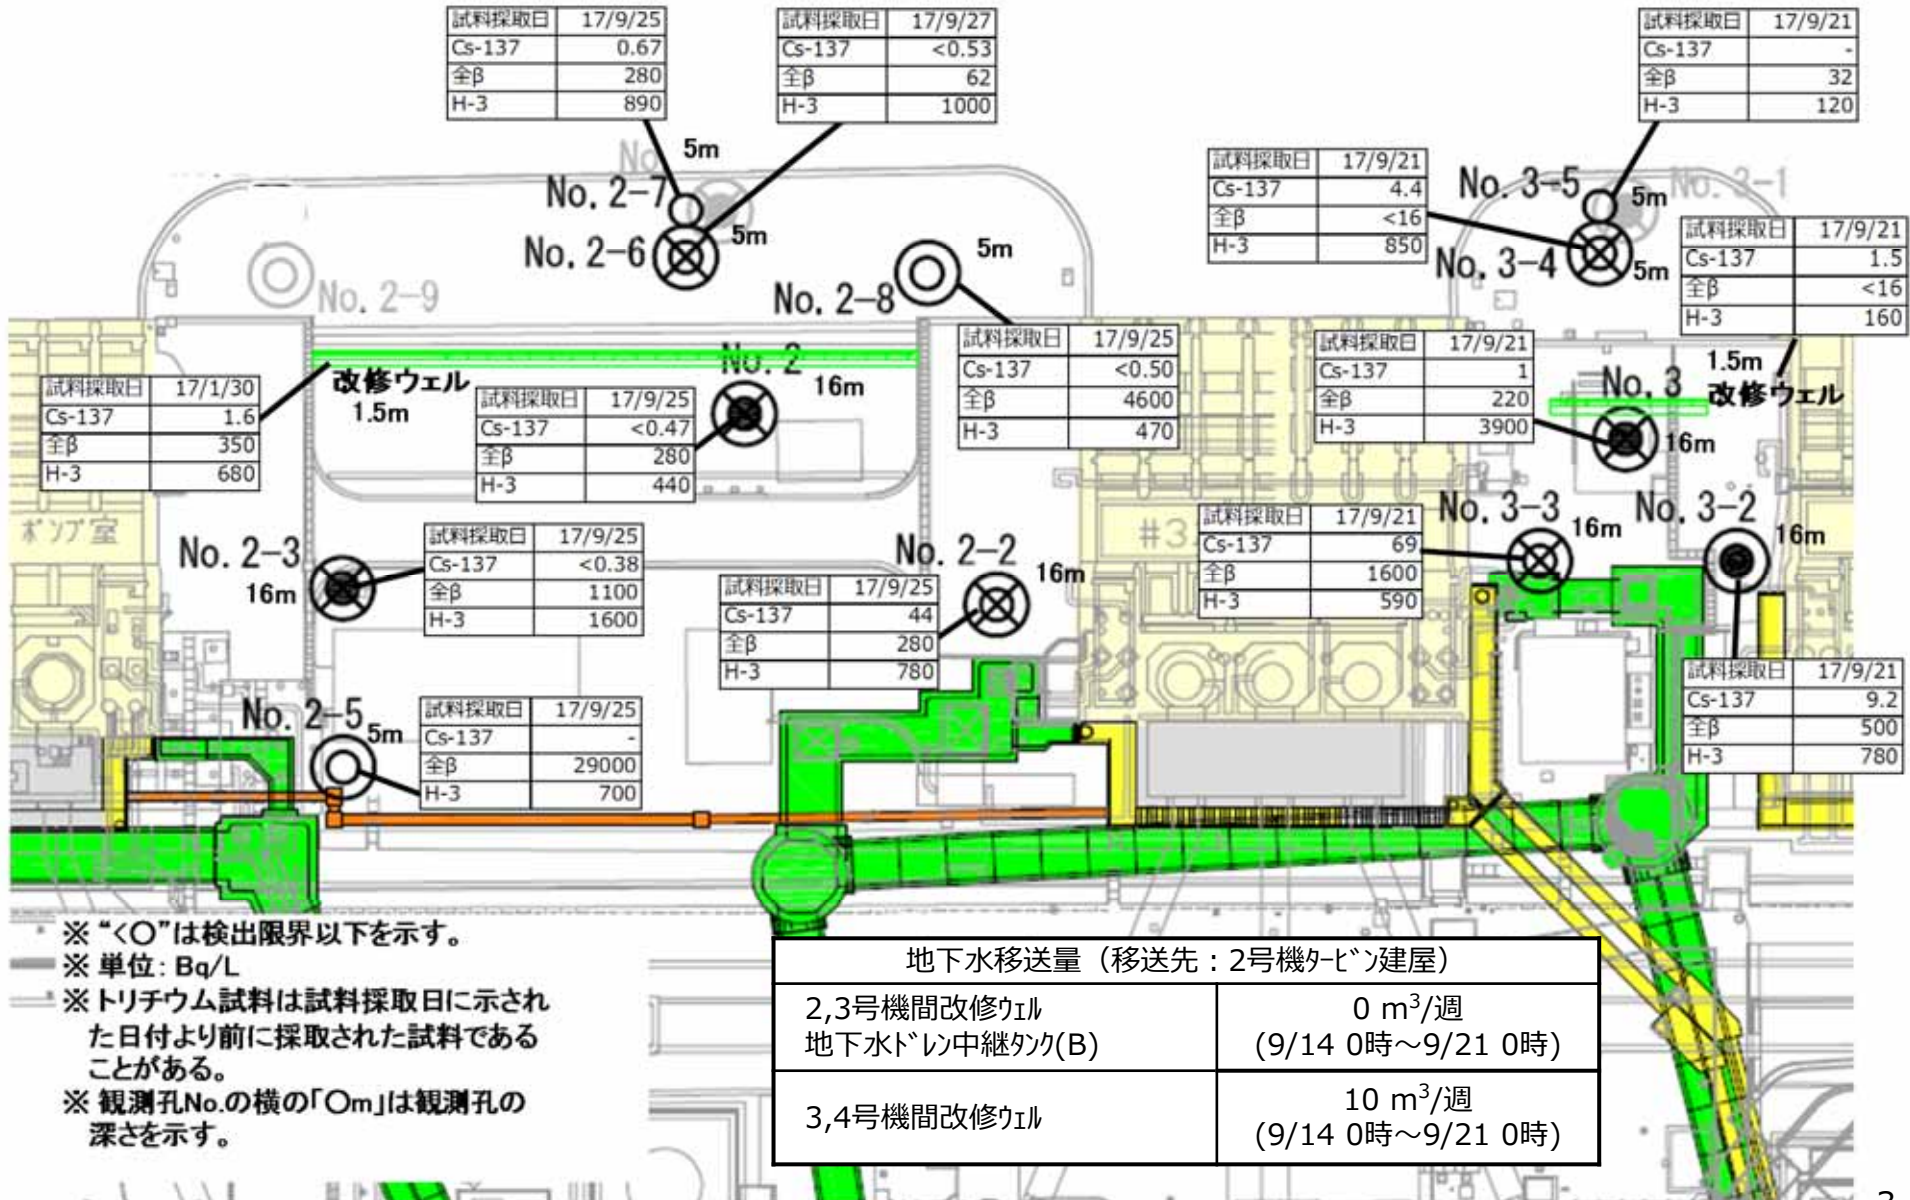 試料採取日 17/9/25
Cs-137 0.67
全β 280
H-3 890
試料採取日 17/9/27
Cs-137 <0.53
全β 62
H-3 1000
試料採取日 17/9/21
Cs-137 -
全β 32
H-3 120
試料採取日 17/9/21
Cs-137 4.4
全β <16
H-3 850
試料採取日 17/9/21
Cs-137 1.5
全β <16
H-3 160
No. 5m
No. 2-7
No. 2-6 5m
No. 2-8 5m
No. 2-9
No. 3-5 5m
No. 3-1
No. 3-4 5m
試料採取日 17/1/30
Cs-137 1.6
全β 350
H-3 680
改修ウェル
1.5m
試料採取日 17/9/25
Cs-137 <0.47
全β 280
H-3 440
No. 2 16m
試料採取日 17/9/25
Cs-137 <0.50
全β 4600
H-3 470
試料採取日 17/9/21
Cs-137 1
全β 220
H-3 3900
No. 3
16m
1.5m
改修ウェル
ポンプ室
No. 2-3
16m
試料採取日 17/9/25
Cs-137 <0.38
全β 1100
H-3 1600
No. 2-2
16m
試料採取日 17/9/25
Cs-137 44
全β 280
H-3 780
#3
試料採取日 17/9/21
Cs-137 69
全β 1600
H-3 590
No. 3-3
16m
No. 3-2
16m
試料採取日 17/9/21
Cs-137 9.2
全β 500
H-3 780
No. 2-5 5m
試料採取日 17/9/25
Cs-137 -
全β 29000
H-3 700
※ “<○”は検出限界以下を示す。
※ 単位: Bq/L
※ トリチウム試料は試料採取日に示され
た日付より前に採取された試料である
ことがある。
※ 観測孔No.の横の「○m」は観測孔の
深さを示す。
地下水移送量（移送先：2号機ﾀｰﾋﾞﾝ建屋）
2,3号機間改修ｳｪﾙ
地下水ﾄﾞﾚﾝ中継ﾀﾝｸ(B)
0 m³/週
(9/14 0時～9/21 0時)
3,4号機間改修ｳｪﾙ
10 m³/週
(9/14 0時～9/21 0時)
3